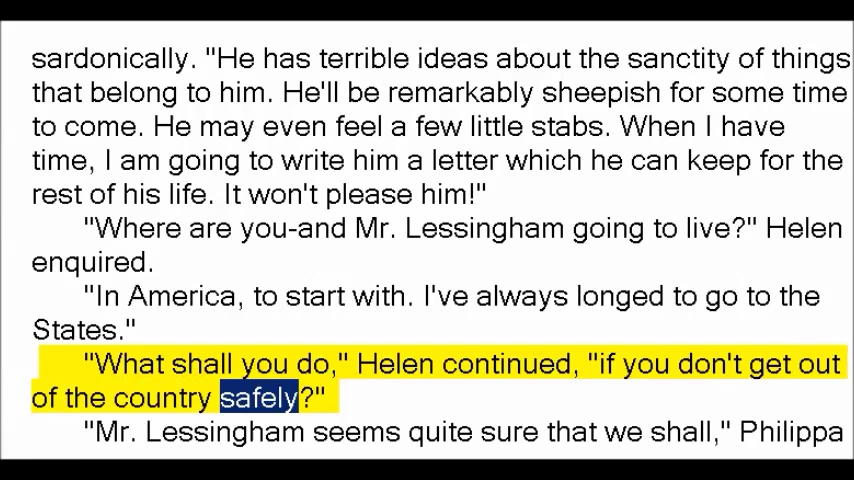 sardonically. "He has terrible ideas about the sanctity of things
that belong to him. He'll be remarkably sheepish for some time
to come. He may even feel a few little stabs. When I have
time, I am going to write him a letter which he can keep for the
rest of his life. It won't please him!"
"Where are you-and Mr. Lessingham going to live?" Helen
enquired.
"In America, to start with. I've always longed to go to the
States."
"What shall you do," Helen continued, "if you don't get out
of the country safely?"
"Mr. Lessingham seems quite sure that we shall," Philippa